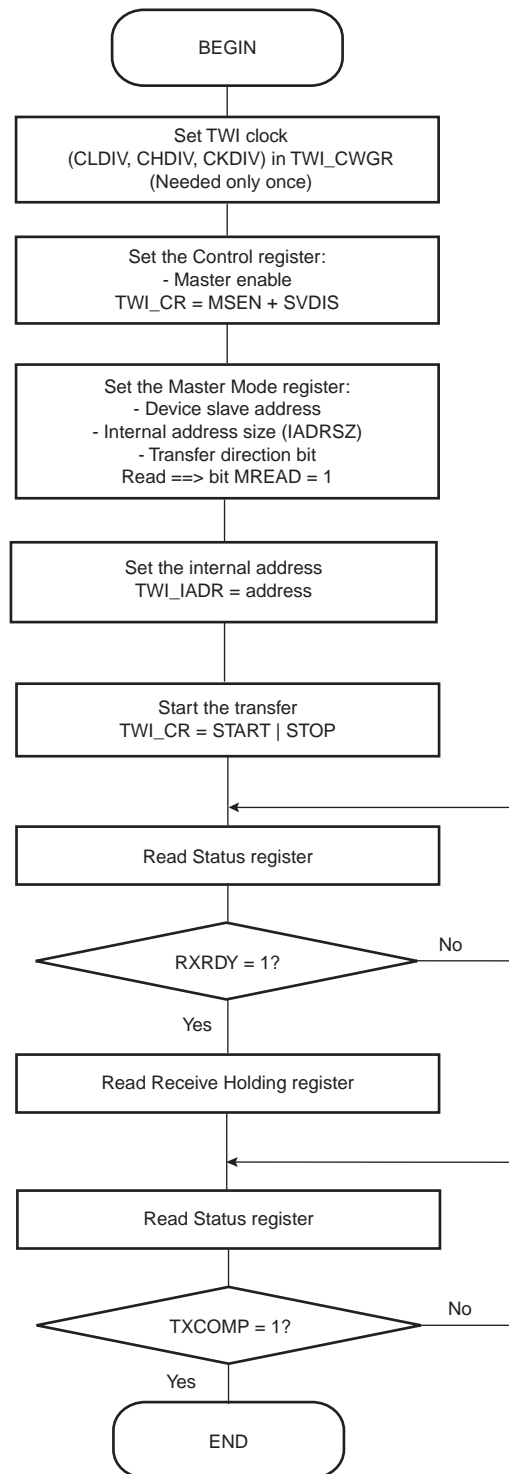 BEGIN
Set TWI clock
(CLDIV, CHDIV, CKDIV) in TWI_CWGR
(Needed only once)
Set the Control register:
- Master enable
TWI_CR = MSEN + SVDIS
Set the Master Mode register:
- Device slave address
- Internal address size (IADRSZ)
- Transfer direction bit
Read ==> bit MREAD = 1
Set the internal address
TWI_IADR = address
Start the transfer
TWI_CR = START | STOP
Read Status register
RXRDY = 1?
No
Yes
Read Receive Holding register
Read Status register
TXCOMP = 1?
No
Yes
END